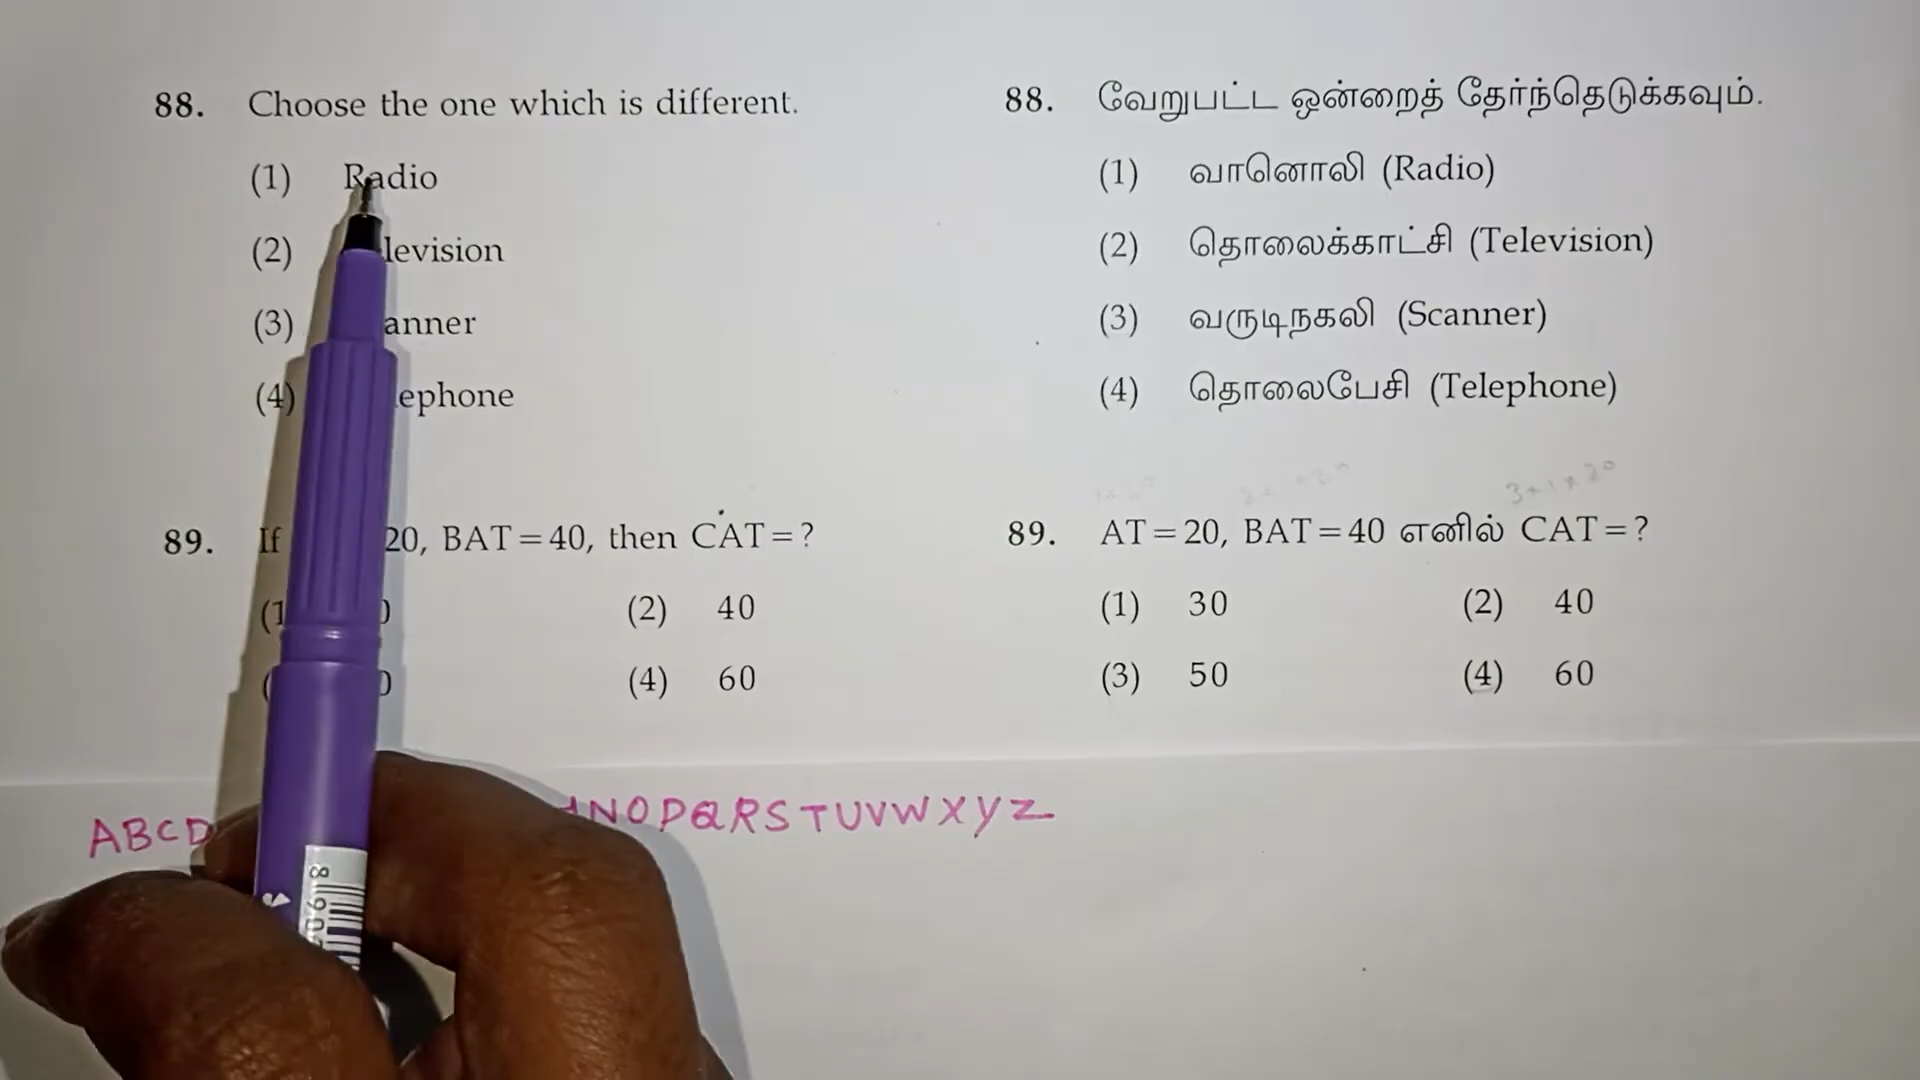 88. Choose the one which is different.
(1) Radio
(2) levision
(3) anner
(4) ephone
89. If 20, BAT = 40, then CAT = ?
(2) 40
(4) 60
88. வேறுபட்ட ஒன்றைத் தேர்ந்தெடுக்கவும்.
(1) வானொலி (Radio)
(2) தொலைக்காட்சி (Television)
(3) வருடிநகலி (Scanner)
(4) தொலைபேசி (Telephone)
3×1×20
89. AT = 20, BAT = 40 எனில் CAT = ?
(1) 30 (2) 40
(3) 50 (4) 60
ABCD NOPQRSTUVWXYZ